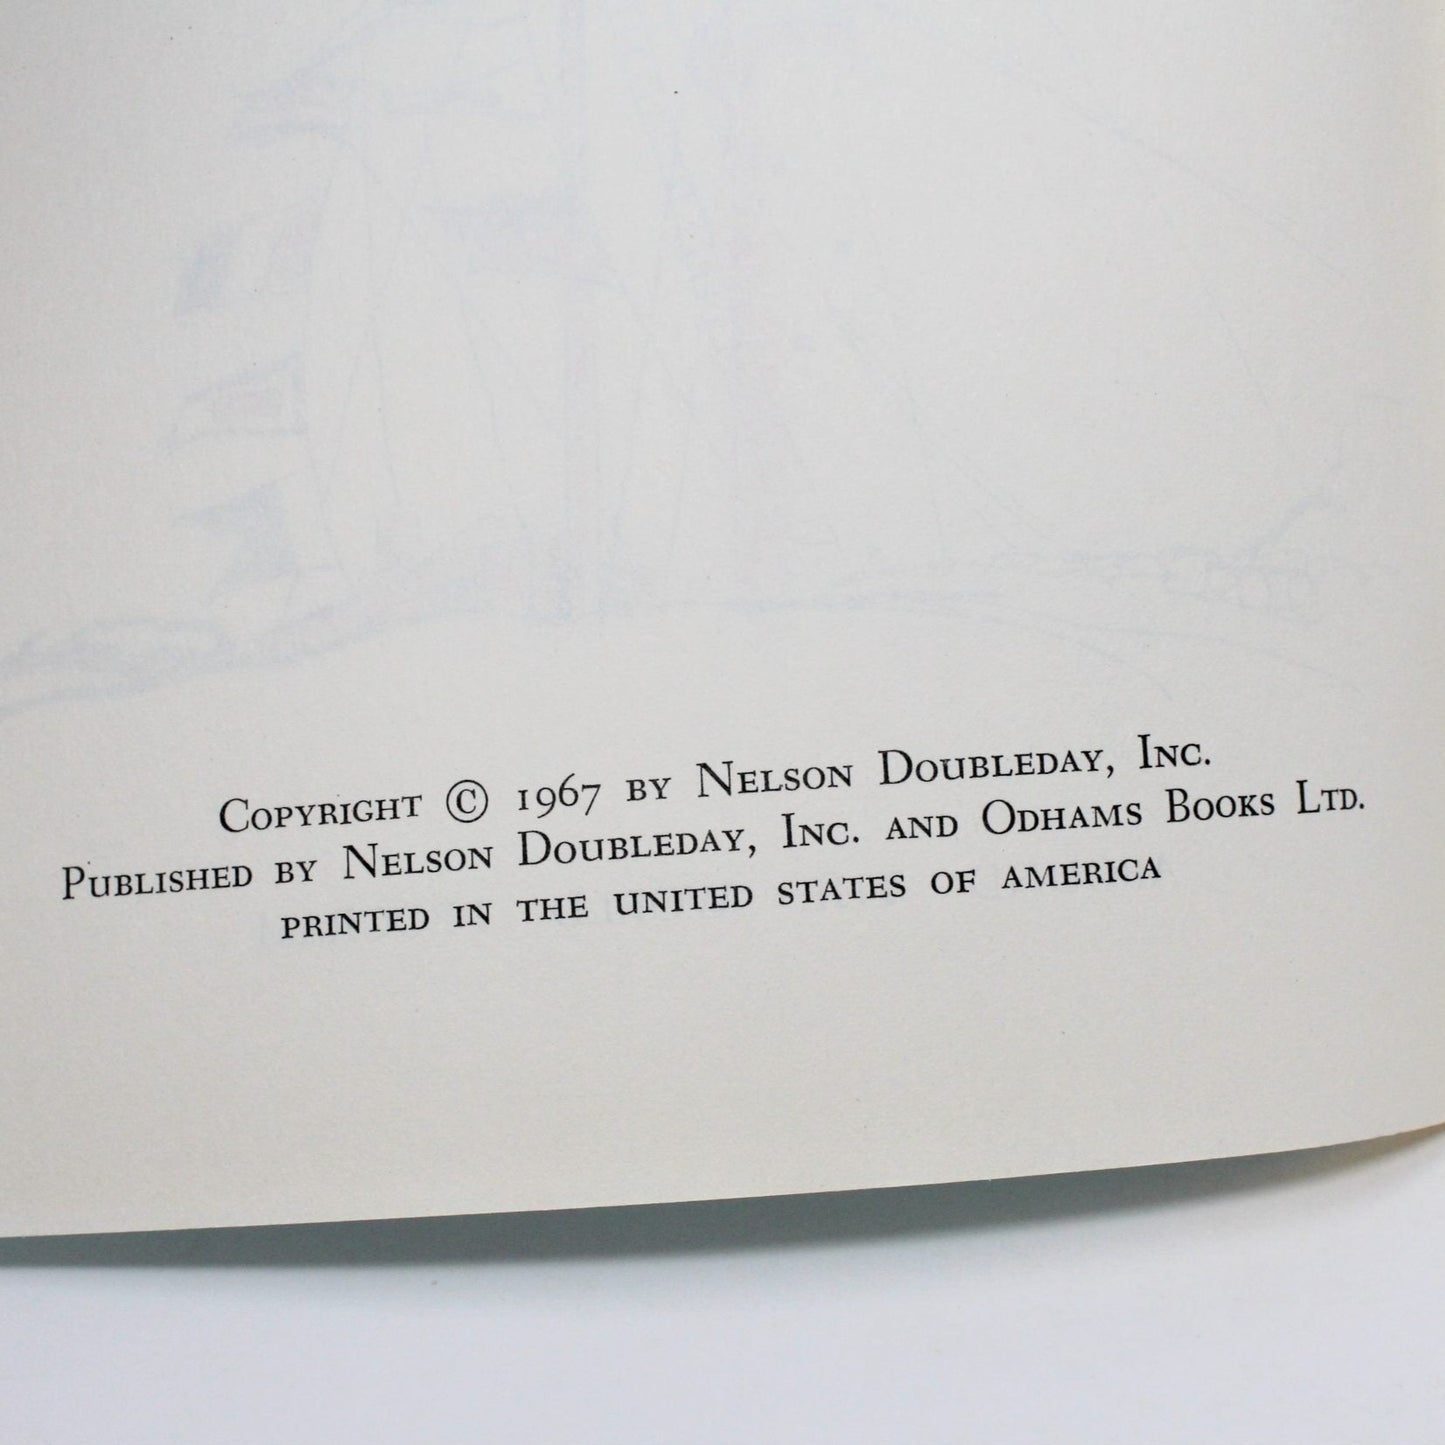 Copyright © 1967 by Nelson Doubleday, Inc.
Published by Nelson Doubleday, Inc. and Odhams Books Ltd.
printed in the united states of america